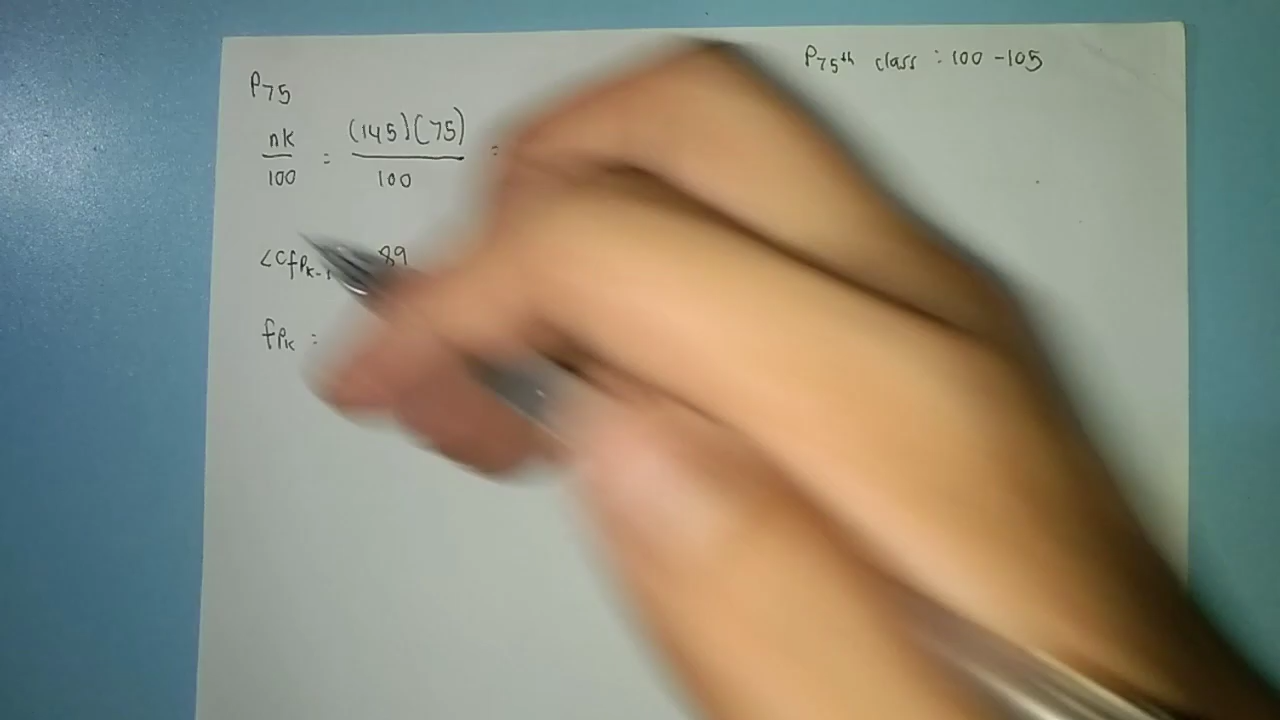 P75th class : 100 - 105
P75
nk/100 = (145)(75)/100 =
<CfPk-1 89
fPk =